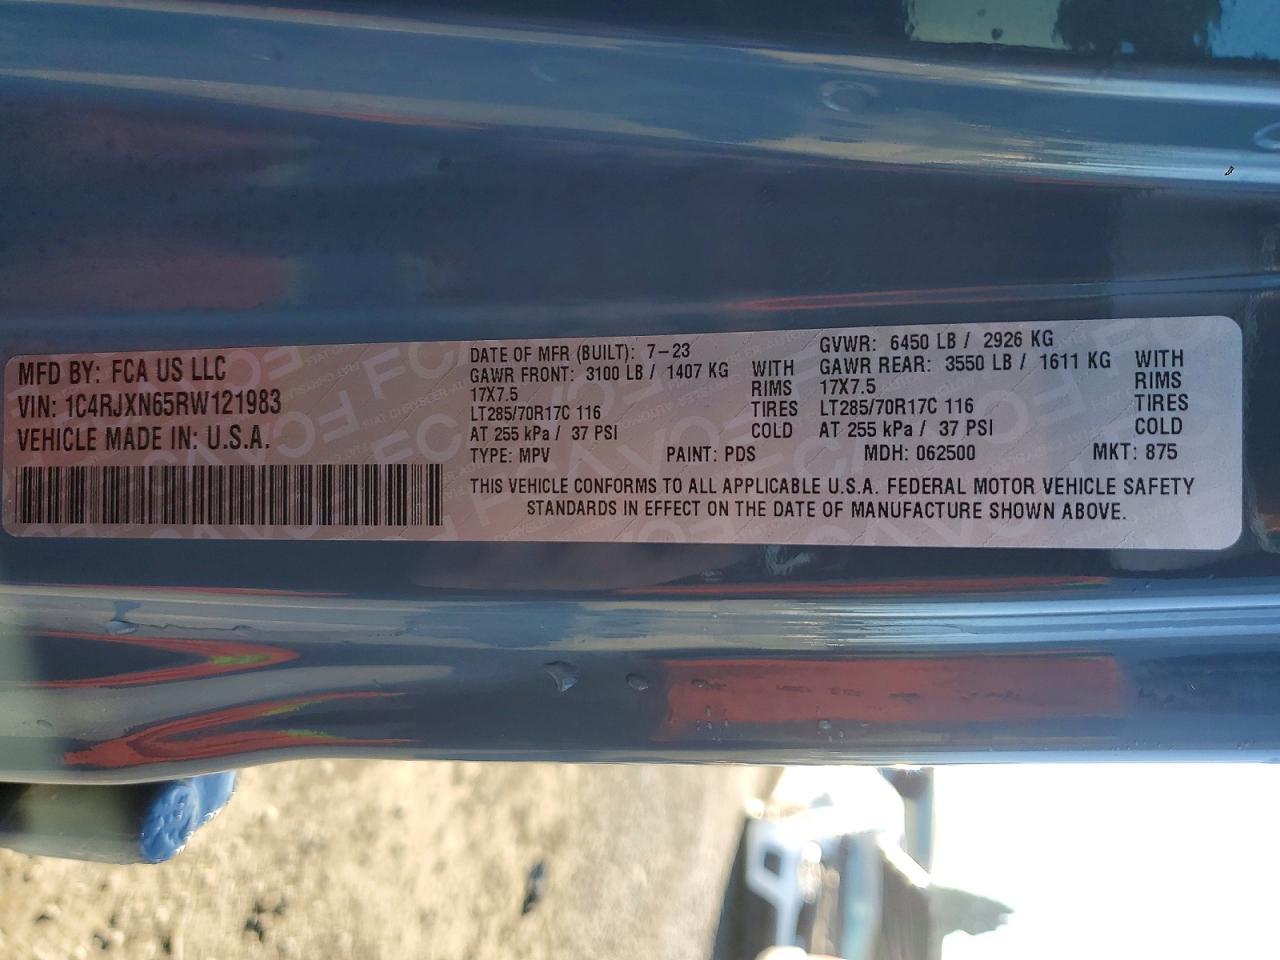 MFD BY: FCA US LLC
VIN: 1C4RJXN65RW121983
VEHICLE MADE IN: U.S.A.
DATE OF MFR (BUILT): 7-23
GAWR FRONT: 3100 LB / 1407 KG WITH
17X7.5 RIMS
LT285/70R17C 116 TIRES
AT 255 kPa / 37 PSI COLD
GVWR: 6450 LB / 2926 KG
GAWR REAR: 3550 LB / 1611 KG WITH
17X7.5 RIMS
LT285/70R17C 116 TIRES
AT 255 kPa / 37 PSI COLD
TYPE: MPV PAINT: PDS MDH: 062500 MKT: 875
THIS VEHICLE CONFORMS TO ALL APPLICABLE U.S.A. FEDERAL MOTOR VEHICLE SAFETY
STANDARDS IN EFFECT ON THE DATE OF MANUFACTURE SHOWN ABOVE.